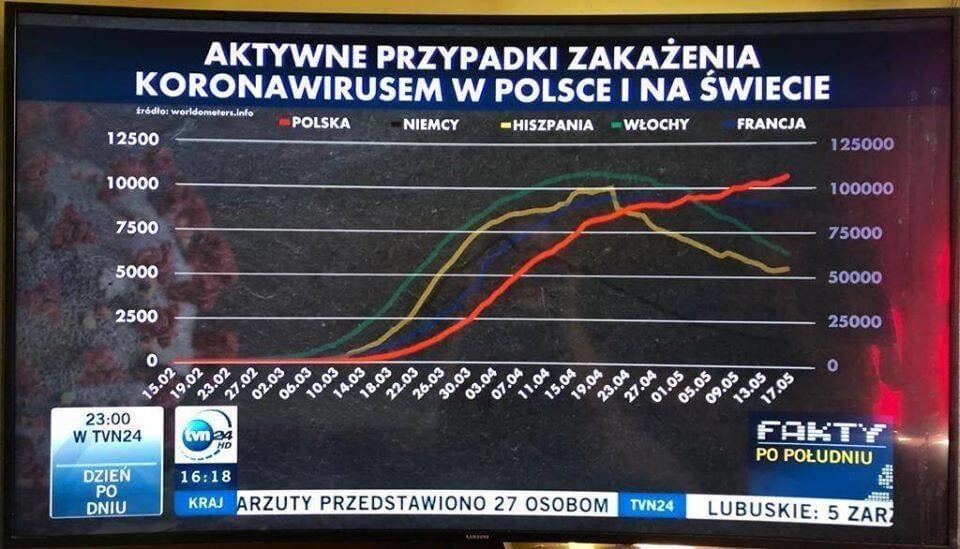 AKTYWNE PRZYPADKI ZAKAŻENIA
KORONAWIRUSEM W POLSCE I NA ŚWIECIE
źródło: worldometers.info
POLSKA NIEMCY HISZPANIA WŁOCHY FRANCJA
12500 125000
10000 100000
7500 75000
5000 50000
2500 25000
0 0
15.02 19.02 23.02 27.02 02.03 06.03 10.03 14.03 18.03 22.03 26.03 30.03 03.04 07.04 11.04 15.04 19.04 23.04 27.04 01.05 05.05 09.05 13.05 17.05
23:00
W TVN24
DZIEŃ
PO
DNIU
tvn24
HD
16:18
FAKTY
PO POŁUDNIU
KRAJ ARZUTY PRZEDSTAWIONO 27 OSOBOM TVN24 LUBUSKIE: 5 ZARZ
SAMSUNG